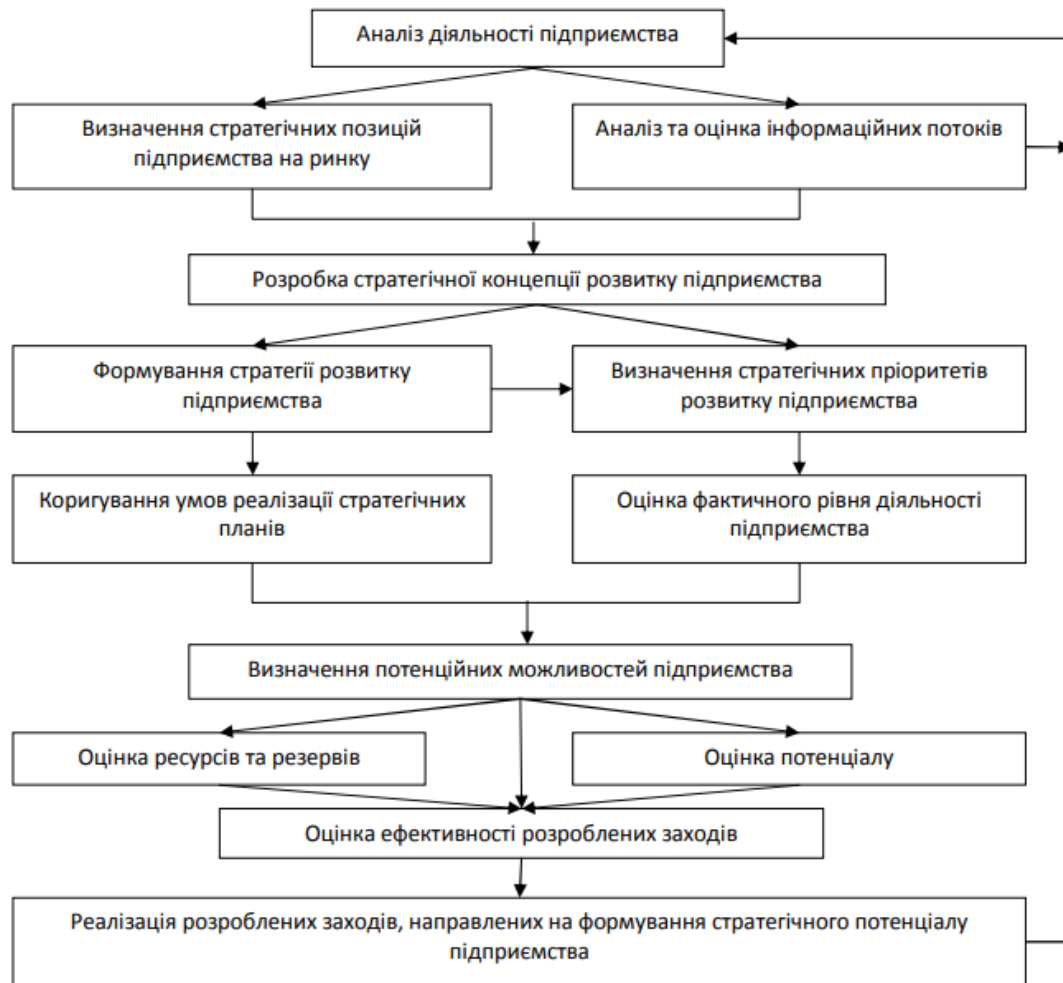 Аналіз діяльності підприємства
Визначення стратегічних позицій
підприємства на ринку
Аналіз та оцінка інформаційних потоків
Розробка стратегічної концепції розвитку підприємства
Формування стратегії розвитку
підприємства
Визначення стратегічних пріоритетів
розвитку підприємства
Коригування умов реалізації стратегічних
планів
Оцінка фактичного рівня діяльності
підприємства
Визначення потенційних можливостей підприємства
Оцінка ресурсів та резервів
Оцінка потенціалу
Оцінка ефективності розроблених заходів
Реалізація розроблених заходів, направлених на формування стратегічного потенціалу
підприємства